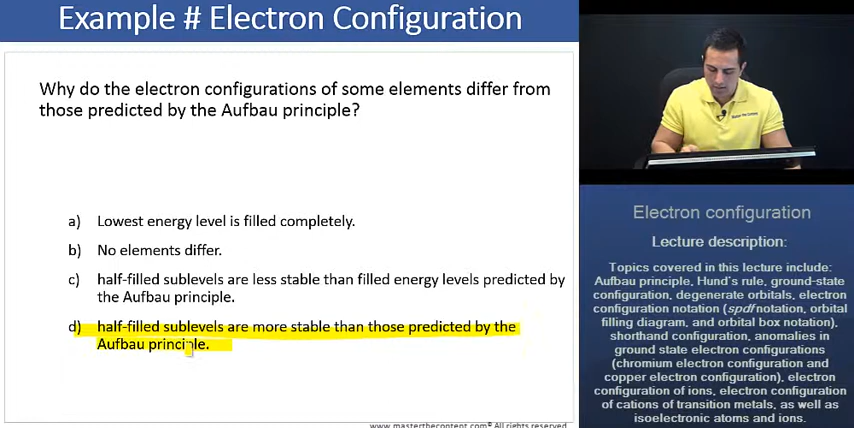 Example # Electron Configuration
Why do the electron configurations of some elements differ from
those predicted by the Aufbau principle?
a) Lowest energy level is filled completely.
b) No elements differ.
c) half-filled sublevels are less stable than filled energy levels predicted by
the Aufbau principle.
d) half-filled sublevels are more stable than those predicted by the
Aufbau principle.
www.masterthecontent.com® All rights reserved
Electron configuration
Lecture description:
Topics covered in this lecture include:
Aufbau principle, Hund's rule, ground-state
configuration, degenerate orbitals, electron
configuration notation (spdf notation, orbital
filling diagram, and orbital box notation),
shorthand configuration, anomalies in
ground state electron configurations
(chromium electron configuration and
copper electron configuration), electron
configuration of ions, electron configuration
of cations of transition metals, as well as
isoelectronic atoms and ions.